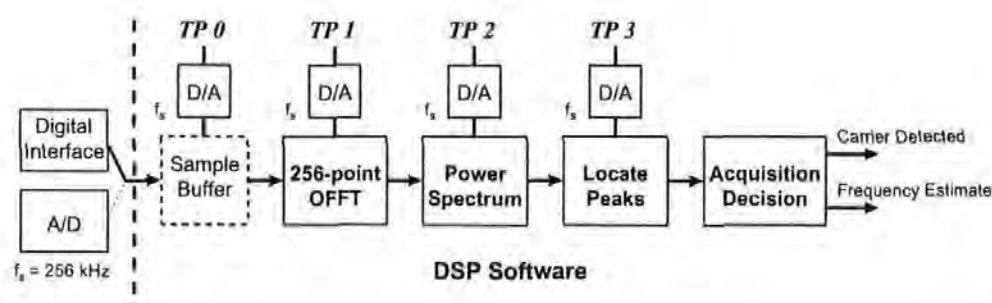 TP 0
TP 1
TP 2
TP 3
D/A
D/A
D/A
D/A
fs
fs
fs
fs
Digital
Interface
A/D
fs = 256 kHz
Sample
Buffer
256-point
OFFT
Power
Spectrum
Locate
Peaks
Acquisition
Decision
Carrier Detected
Frequency Estimate
DSP Software